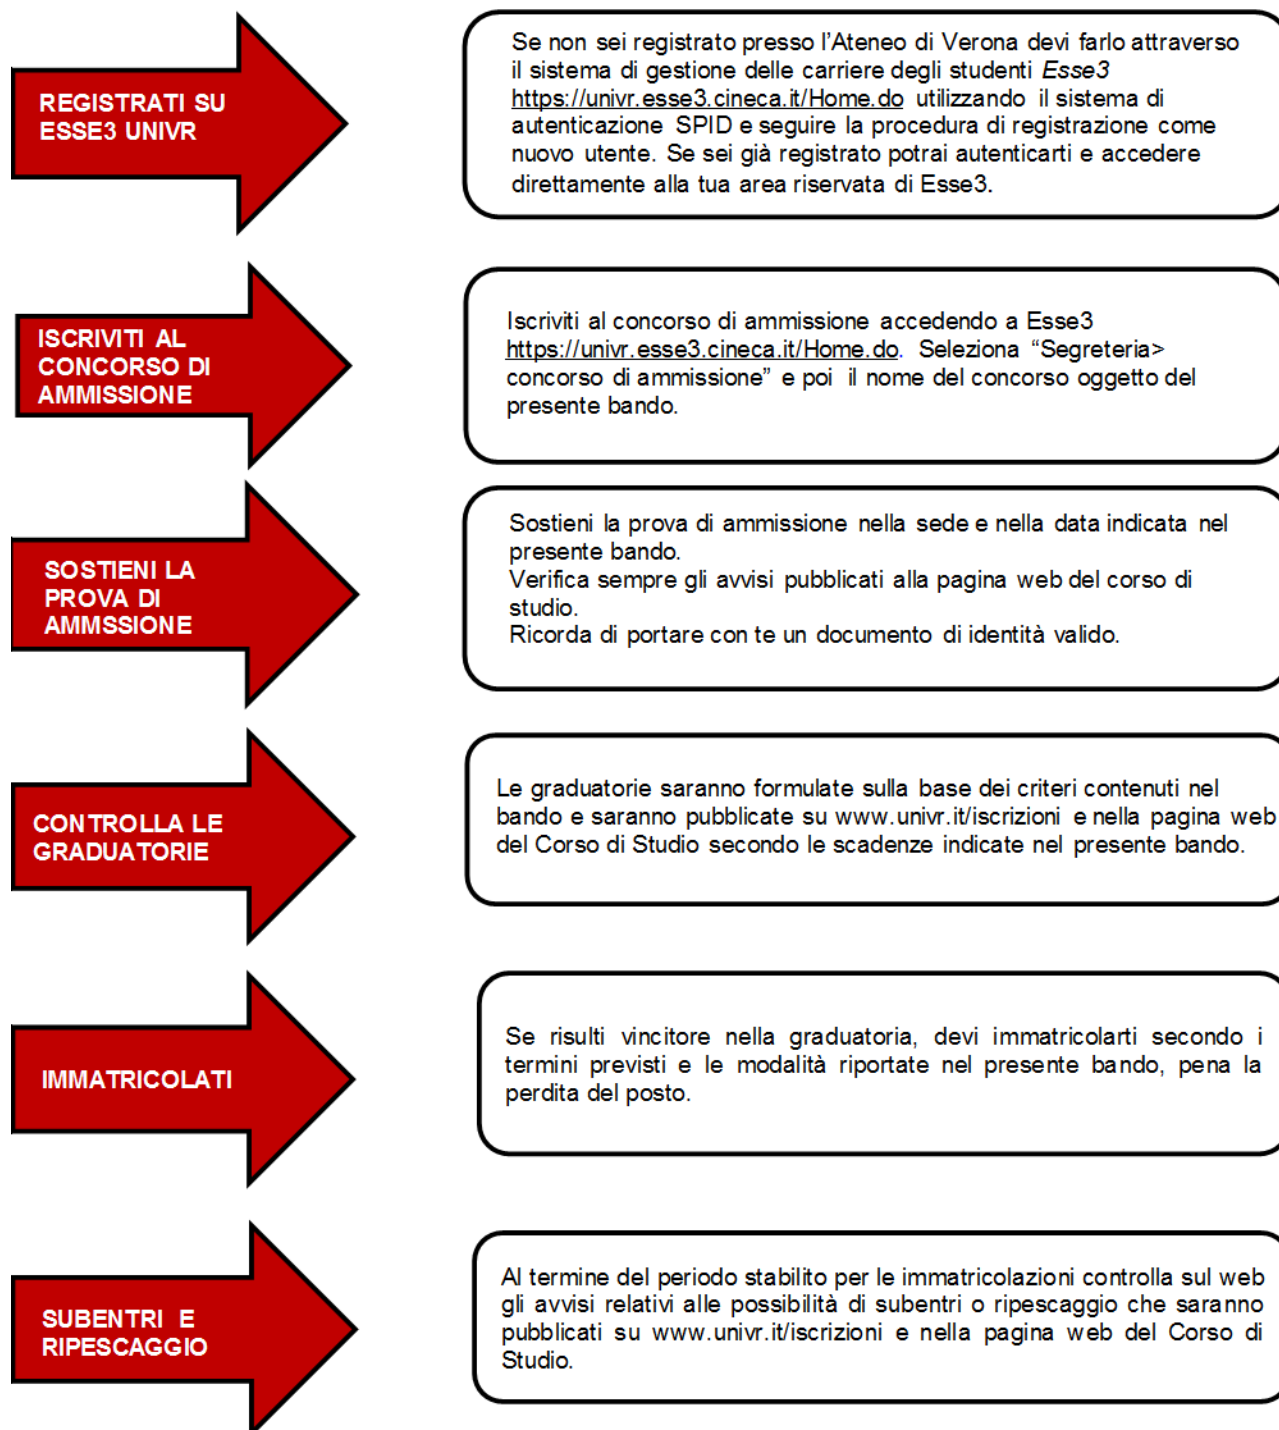 REGISTRATI SU
ESSE3 UNIVR
Se non sei registrato presso l'Ateneo di Verona devi farlo attraverso
il sistema di gestione delle carriere degli studenti Esse3
https://univr.esse3.cineca.it/Home.do utilizzando il sistema di
autenticazione SPID e seguire la procedura di registrazione come
nuovo utente. Se sei già registrato potrai autenticarti e accedere
direttamente alla tua area riservata di Esse3.
ISCRIVITI AL
CONCORSO DI
AMMISSIONE
Iscriviti al concorso di ammissione accedendo a Esse3
https://univr.esse3.cineca.it/Home.do. Seleziona “Segreteria>
concorso di ammissione” e poi il nome del concorso oggetto del
presente bando.
SOSTIENI LA
PROVA DI
AMMSSIONE
Sostieni la prova di ammissione nella sede e nella data indicata nel
presente bando.
Verifica sempre gli avvisi pubblicati alla pagina web del corso di
studio.
Ricorda di portare con te un documento di identità valido.
CONTROLLA LE
GRADUATORIE
Le graduatorie saranno formulate sulla base dei criteri contenuti nel
bando e saranno pubblicate su www.univr.it/iscrizioni e nella pagina web
del Corso di Studio secondo le scadenze indicate nel presente bando.
IMMATRICOLATI
Se risulti vincitore nella graduatoria, devi immatricolarti secondo i
termini previsti e le modalità riportate nel presente bando, pena la
perdita del posto.
SUBENTRI E
RIPESCAGGIO
Al termine del periodo stabilito per le immatricolazioni controlla sul web
gli avvisi relativi alle possibilità di subentri o ripescaggio che saranno
pubblicati su www.univr.it/iscrizioni e nella pagina web del Corso di
Studio.